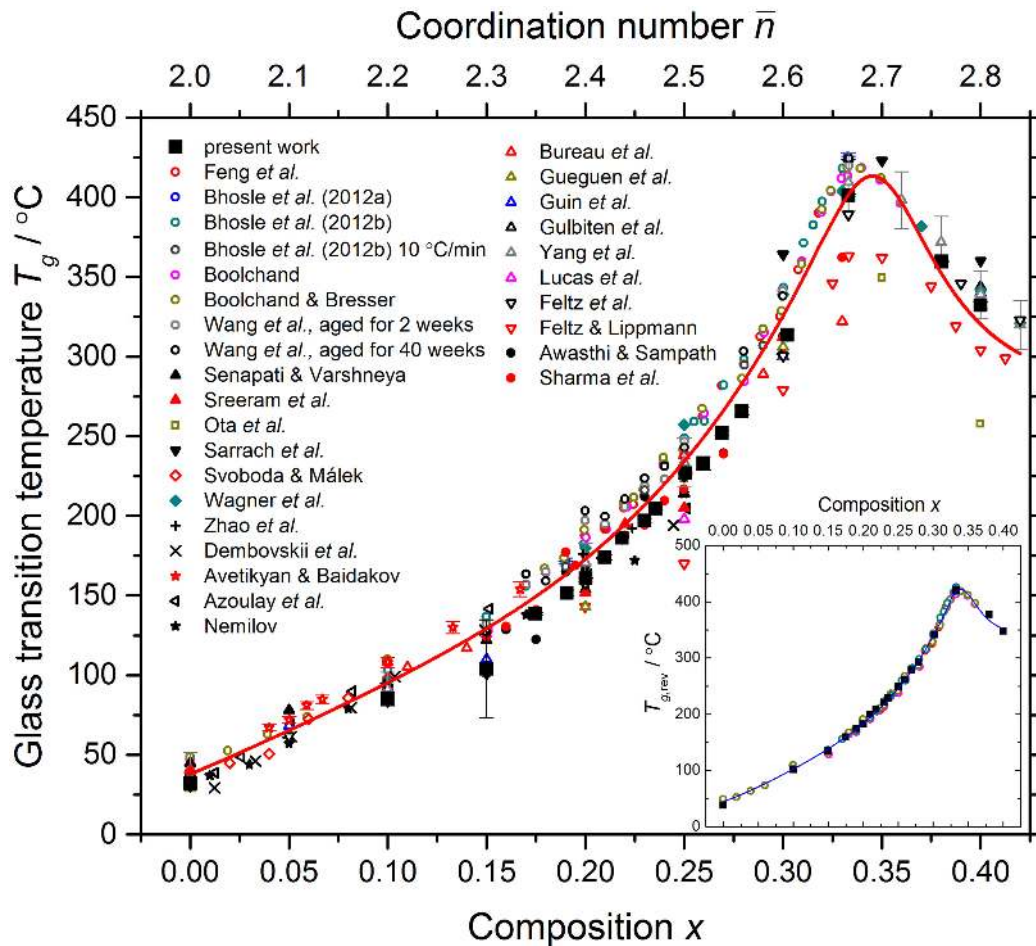 Coordination number n̄
2.0 2.1 2.2 2.3 2.4 2.5 2.6 2.7 2.8
Glass transition temperature Tg / °C
450
400
350
300
250
200
150
100
50
0
present work
Feng et al.
Bhosle et al. (2012a)
Bhosle et al. (2012b)
Bhosle et al. (2012b) 10 °C/min
Boolchand
Boolchand & Bresser
Wang et al., aged for 2 weeks
Wang et al., aged for 40 weeks
Senapati & Varshneya
Sreeram et al.
Ota et al.
Sarrach et al.
Svoboda & Málek
Wagner et al.
Zhao et al.
Dembovskii et al.
Avetikyan & Baidakov
Azoulay et al.
Nemilov
Bureau et al.
Gueguen et al.
Guin et al.
Gulbiten et al.
Yang et al.
Lucas et al.
Feltz et al.
Feltz & Lippmann
Awasthi & Sampath
Sharma et al.
Composition x
0.00 0.05 0.10 0.15 0.20 0.25 0.30 0.35 0.40
Tg,rev / °C
500
400
300
200
100
0
0.00 0.05 0.10 0.15 0.20 0.25 0.30 0.35 0.40
Composition x